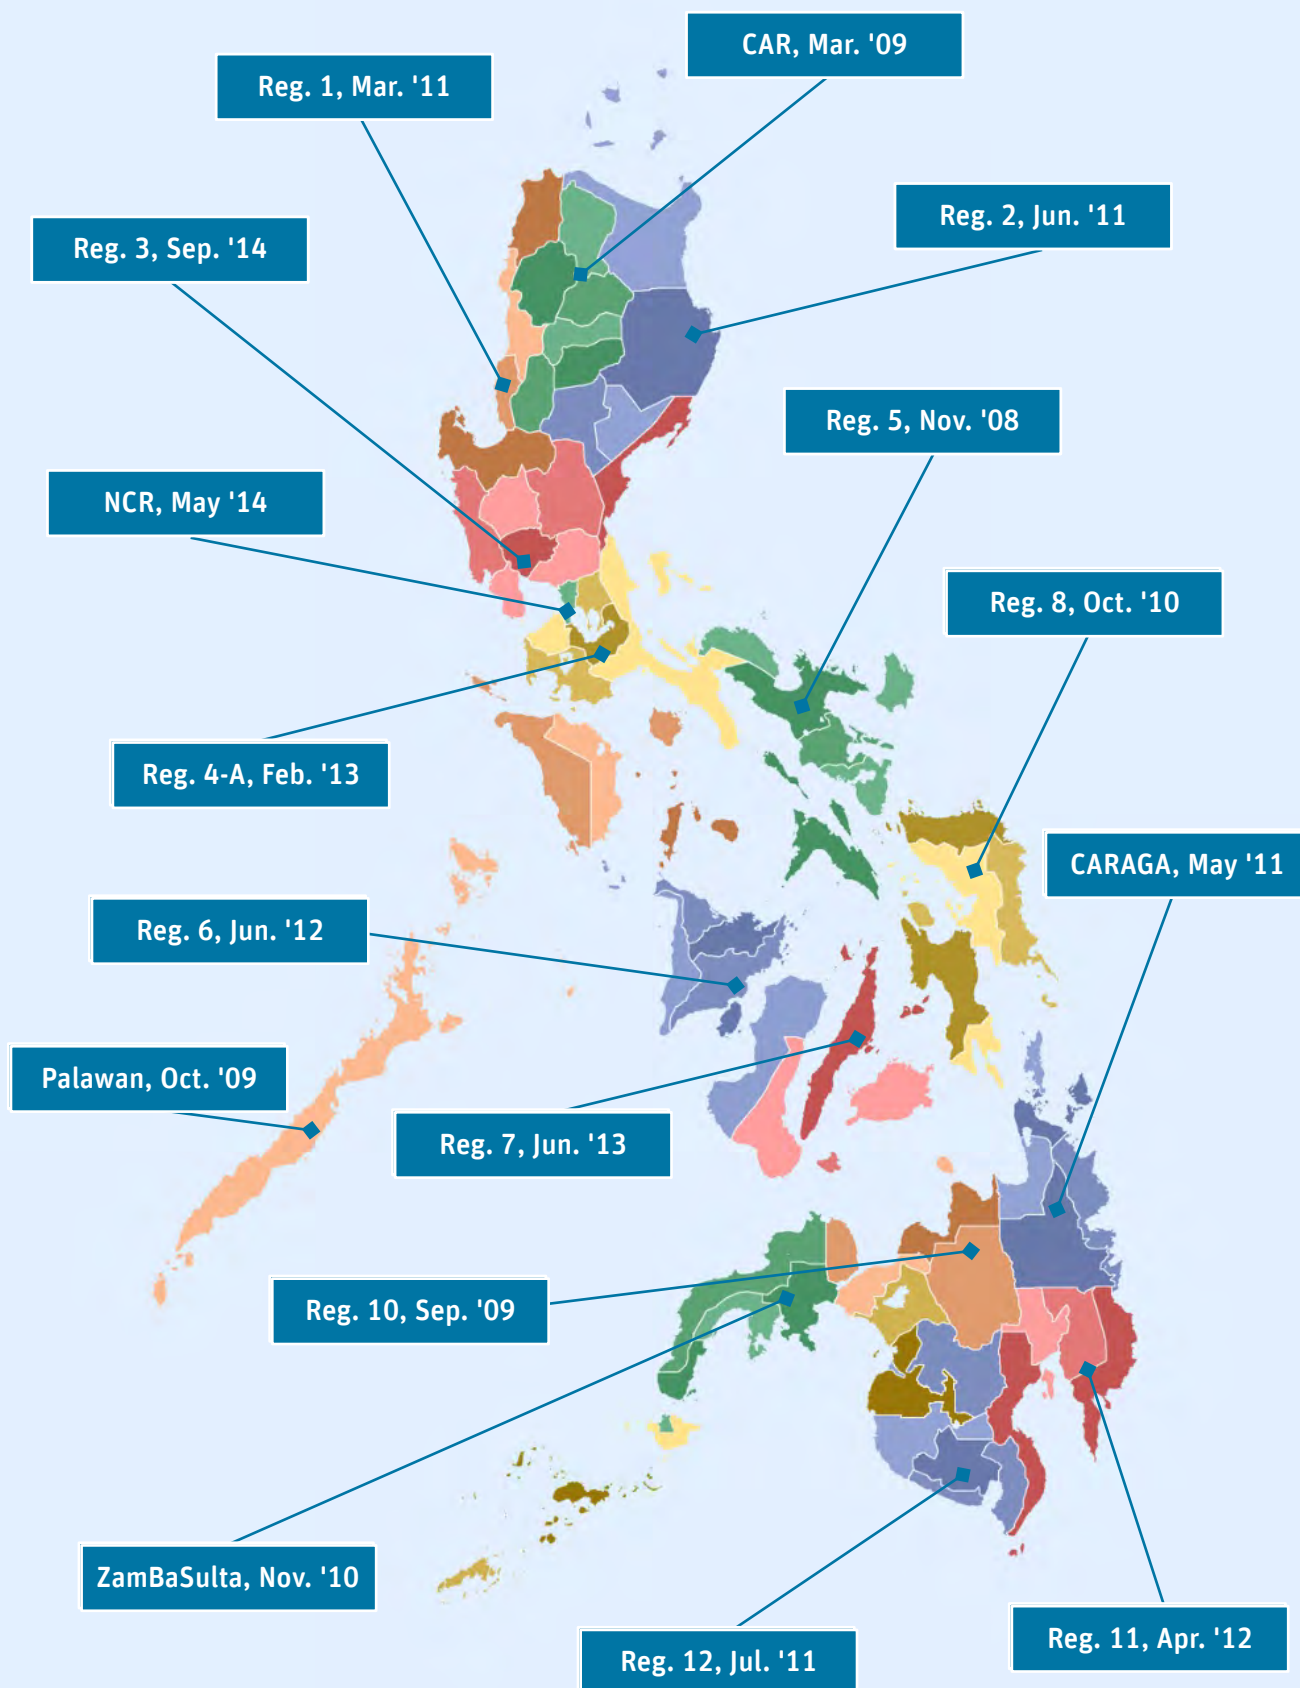 CAR, Mar. '09
Reg. 1, Mar. '11
Reg. 2, Jun. '11
Reg. 3, Sep. '14
Reg. 5, Nov. '08
NCR, May '14
Reg. 8, Oct. '10
Reg. 4-A, Feb. '13
CARAGA, May '11
Reg. 6, Jun. '12
Palawan, Oct. '09
Reg. 7, Jun. '13
Reg. 10, Sep. '09
ZamBaSulta, Nov. '10
Reg. 11, Apr. '12
Reg. 12, Jul. '11